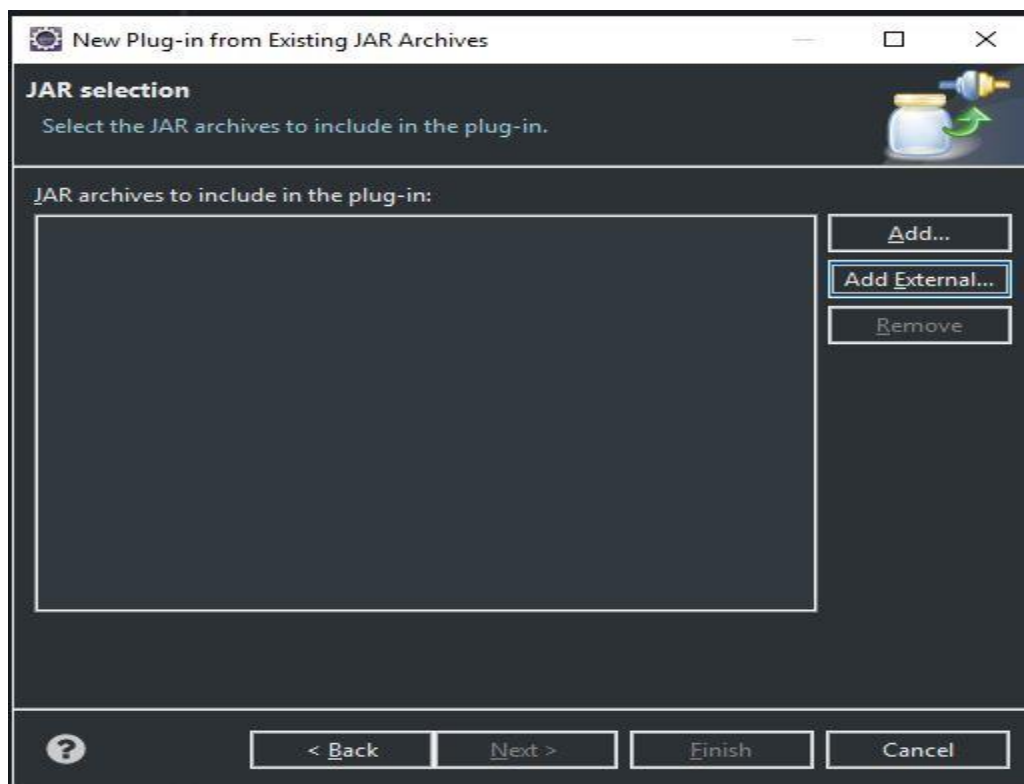 New Plug-in from Existing JAR Archives
JAR selection
Select the JAR archives to include in the plug-in.
JAR archives to include in the plug-in:
Add...
Add External...
Remove
?
< Back
Next >
Finish
Cancel